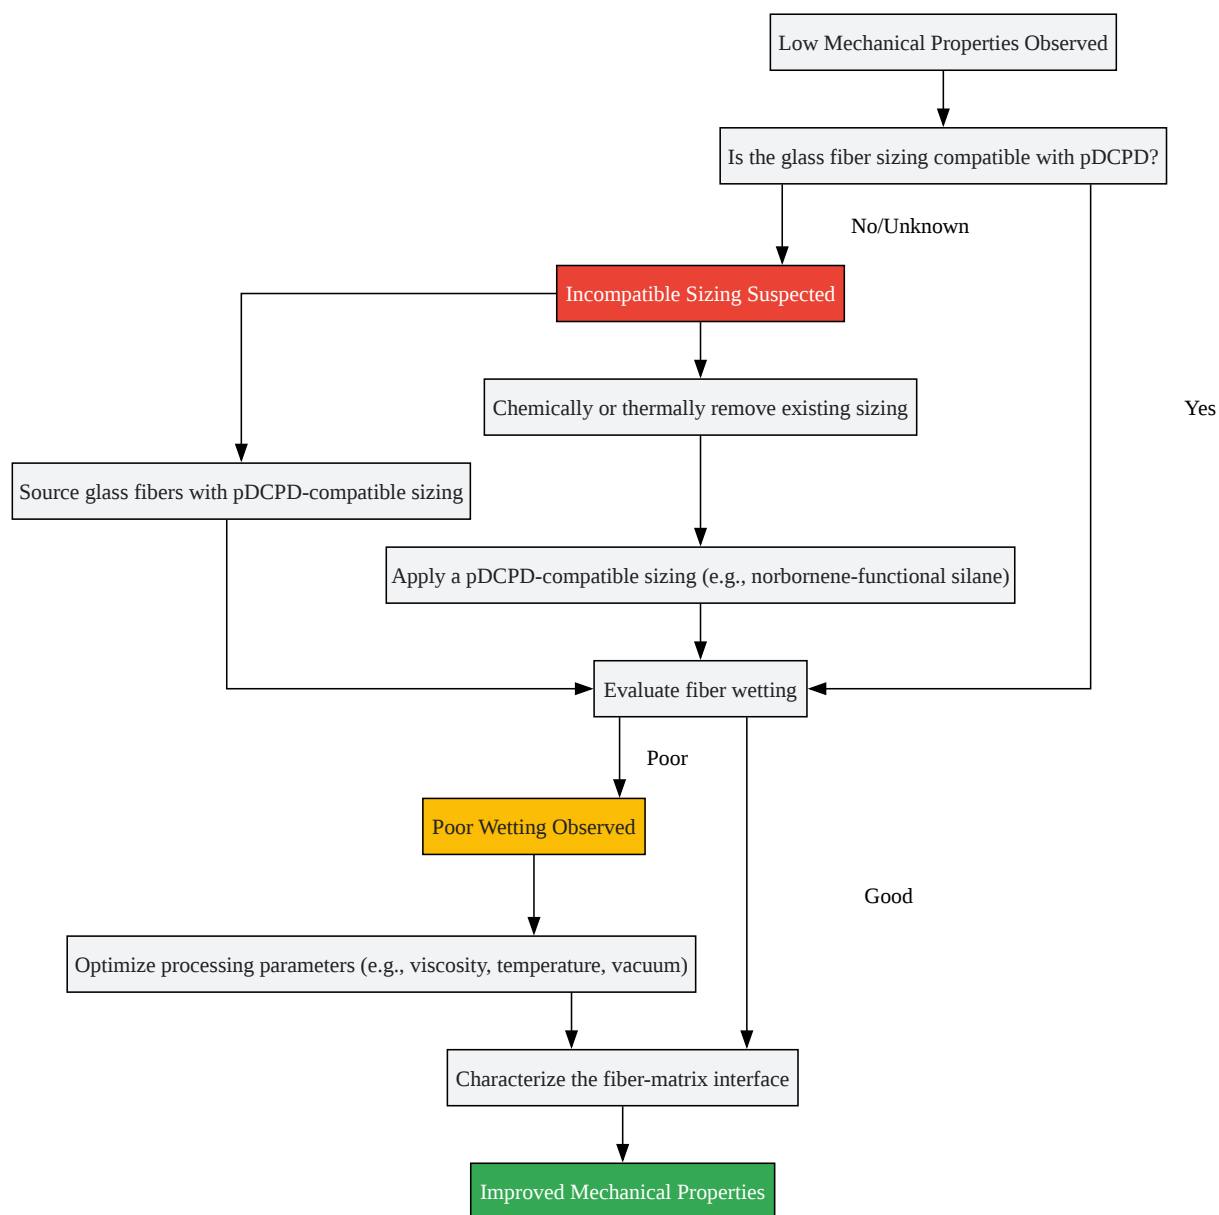 Low Mechanical Properties Observed
Is the glass fiber sizing compatible with pDCPD?
No/Unknown
Incompatible Sizing Suspected
Chemically or thermally remove existing sizing
Yes
Source glass fibers with pDCPD-compatible sizing
Apply a pDCPD-compatible sizing (e.g., norbornene-functional silane)
Evaluate fiber wetting
Poor
Poor Wetting Observed
Good
Optimize processing parameters (e.g., viscosity, temperature, vacuum)
Characterize the fiber-matrix interface
Improved Mechanical Properties